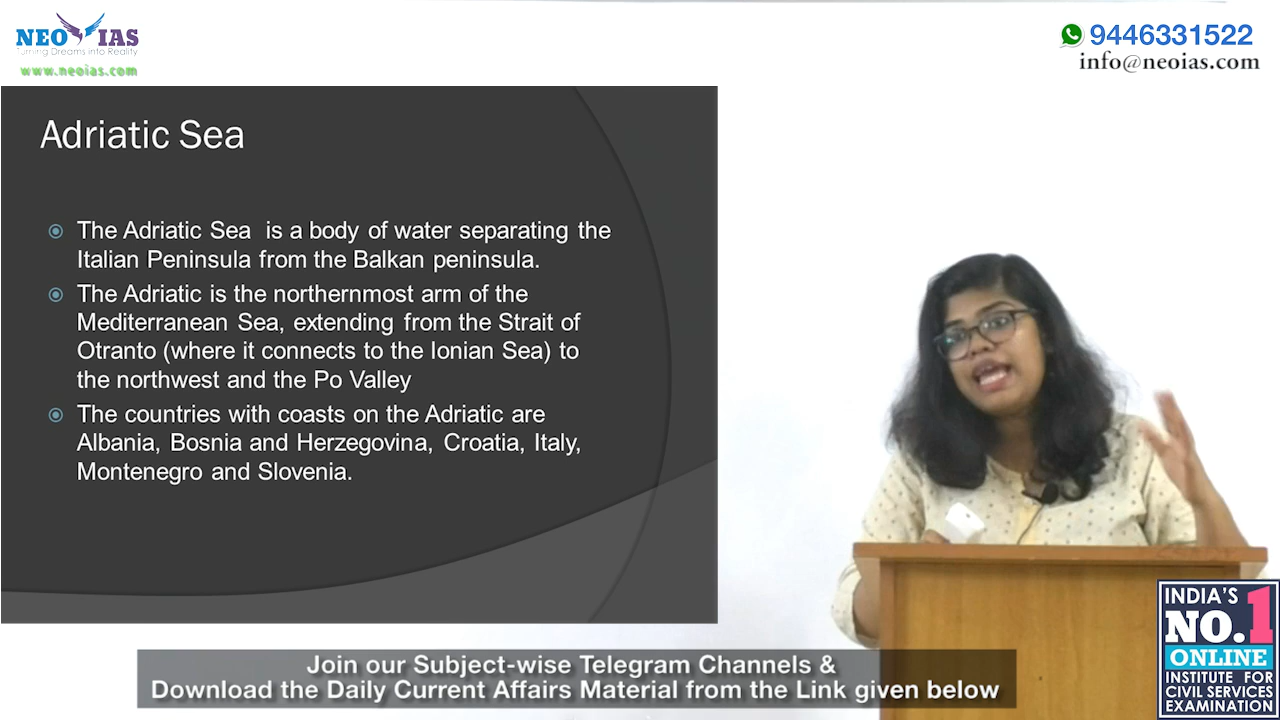 NEO IAS
Turning Dreams into Reality
www.neoias.com
9446331522
info@neoias.com
Adriatic Sea
The Adriatic Sea is a body of water separating the
Italian Peninsula from the Balkan peninsula.
The Adriatic is the northernmost arm of the
Mediterranean Sea, extending from the Strait of
Otranto (where it connects to the Ionian Sea) to
the northwest and the Po Valley
The countries with coasts on the Adriatic are
Albania, Bosnia and Herzegovina, Croatia, Italy,
Montenegro and Slovenia.
INDIA'S
NO.1
ONLINE
INSTITUTE FOR
CIVIL SERVICES
EXAMINATION
Join our Subject-wise Telegram Channels &
Download the Daily Current Affairs Material from the Link given below